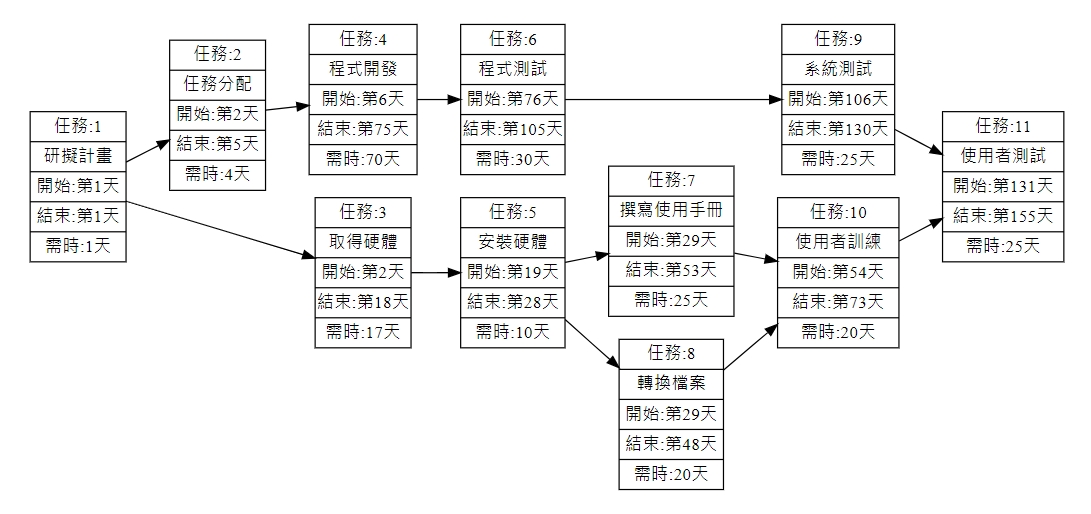 任務:1
研擬計畫
開始:第1天
結束:第1天
需時:1天
任務:2
任務分配
開始:第2天
結束:第5天
需時:4天
任務:4
程式開發
開始:第6天
結束:第75天
需時:70天
任務:6
程式測試
開始:第76天
結束:第105天
需時:30天
任務:9
系統測試
開始:第106天
結束:第130天
需時:25天
任務:3
取得硬體
開始:第2天
結束:第18天
需時:17天
任務:5
安裝硬體
開始:第19天
結束:第28天
需時:10天
任務:7
撰寫使用手冊
開始:第29天
結束:第53天
需時:25天
任務:8
轉換檔案
開始:第29天
結束:第48天
需時:20天
任務:10
使用者訓練
開始:第54天
結束:第73天
需時:20天
任務:11
使用者測試
開始:第131天
結束:第155天
需時:25天